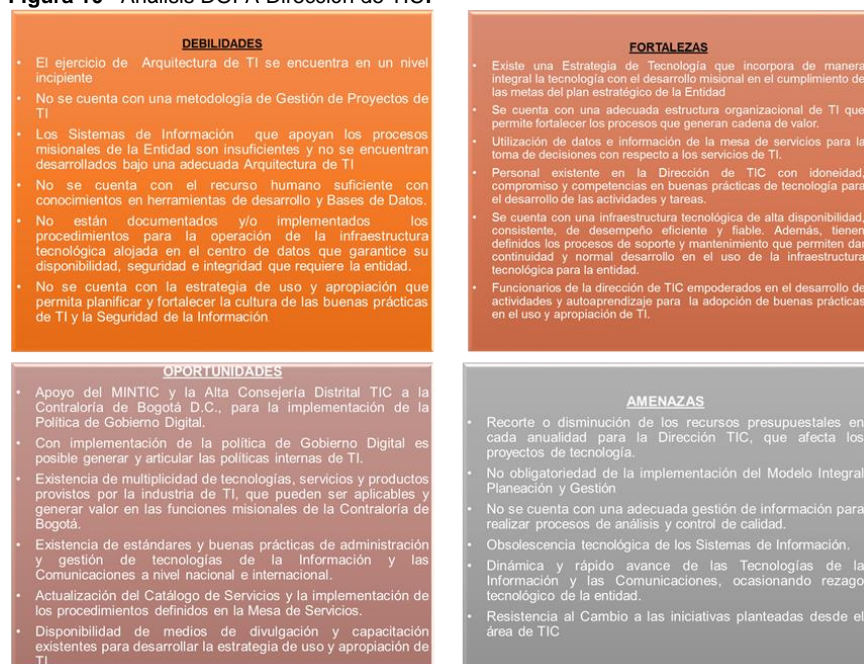 DEBILIDADES
• El ejercicio de Arquitectura de TI se encuentra en un nivel
incipiente
• No se cuenta con una metodología de Gestión de Proyectos de
TI
• Los Sistemas de Información que apoyan los procesos
misionales de la Entidad son insuficientes y no se encuentran
desarrollados bajo una adecuada Arquitectura de TI
• No se cuenta con el recurso humano suficiente con
conocimientos en herramientas de desarrollo y Bases de Datos.
• No están documentados y/o implementados los
procedimientos para la operación de la infraestructura
tecnológica alojada en el centro de datos que garantice su
disponibilidad, seguridad e integridad que requiere la entidad.
• No se cuenta con la estrategia de uso y apropiación que
permita planificar y fortalecer la cultura de las buenas prácticas
de TI y la Seguridad de la Información
FORTALEZAS
• Existe una Estrategia de Tecnología que incorpora de manera
integral la tecnología con el desarrollo misional en el cumplimiento de
las metas del plan estratégico de la Entidad
• Se cuenta con una adecuada estructura organizacional de TI que
permite fortalecer los procesos que generan cadena de valor.
• Utilización de datos e información de la mesa de servicios para la
toma de decisiones con respecto a los servicios de TI.
• Personal existente en la Dirección de TIC con idoneidad,
compromiso y competencias en buenas prácticas de tecnología para
el desarrollo de las actividades y tareas.
• Se cuenta con una infraestructura tecnológica de alta disponibilidad,
consistente, de desempeño eficiente y fiable. Además, tienen
definidos los procesos de soporte y mantenimiento que permiten dar
continuidad y normal desarrollo en el uso de la infraestructura
tecnológica para la entidad.
• Funcionarios de la dirección de TIC empoderados en el desarrollo de
actividades y autoaprendizaje para la adopción de buenas prácticas
en el uso y apropiación de TI.
OPORTUNIDADES
• Apoyo del MINTIC y la Alta Consejería Distrital TIC a la
Contraloría de Bogotá D.C., para la implementación de la
Política de Gobierno Digital.
• Con implementación de la política de Gobierno Digital es
posible generar y articular las políticas internas de TI.
• Existencia de multiplicidad de tecnologías, servicios y productos
provistos por la industria de TI, que pueden ser aplicables y
generar valor en las funciones misionales de la Contraloría de
Bogotá.
• Existencia de estándares y buenas prácticas de administración
y gestión de tecnologías de la Información y las
Comunicaciones a nivel nacional e internacional.
• Actualización del Catálogo de Servicios y la implementación de
los procedimientos definidos en la Mesa de Servicios.
• Disponibilidad de medios de divulgación y capacitación
existentes para desarrollar la estrategia de uso y apropiación de
TI
AMENAZAS
• Recorte o disminución de los recursos presupuestales en
cada anualidad para la Dirección TIC, que afecta los
proyectos de tecnología.
• No obligatoriedad de la implementación del Modelo Integral
Planeación y Gestión
• No se cuenta con una adecuada gestión de información para
realizar procesos de análisis y control de calidad.
• Obsolescencia tecnológica de los Sistemas de Información.
• Dinámica y rápido avance de las Tecnologías de la
Información y las Comunicaciones, ocasionando rezago
tecnológico de la entidad.
• Resistencia al Cambio a las iniciativas planteadas desde el
área de TIC